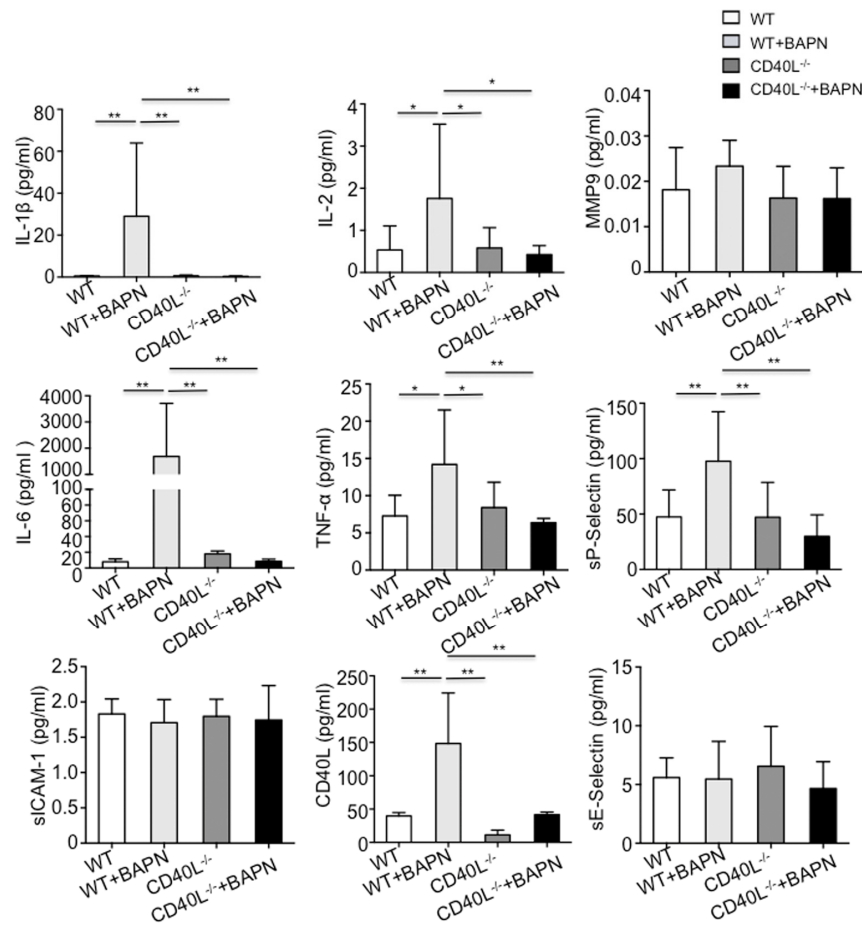 WT
WT+BAPN
CD40L-/-
CD40L-/-+BAPN
IL-1β (pg/ml)
80
60
40
20
0
**
**
**
WT
WT+BAPN
CD40L-/-
CD40L-/-+BAPN
IL-2 (pg/ml)
4
3
2
1
0
*
*
*
WT
WT+BAPN
CD40L-/-
CD40L-/-+BAPN
MMP9 (pg/ml)
0.04
0.03
0.02
0.01
0.00
WT
WT+BAPN
CD40L-/-
CD40L-/-+BAPN
IL-6 (pg/ml )
4000
3000
2000
1000
100
80
60
40
20
0
**
**
**
WT
WT+BAPN
CD40L-/-
CD40L-/-+BAPN
TNF-α (pg/ml)
25
20
15
10
5
0
*
*
**
WT
WT+BAPN
CD40L-/-
CD40L-/-+BAPN
sP-Selectin (pg/ml)
150
100
50
0
**
**
**
WT
WT+BAPN
CD40L-/-
CD40L-/-+BAPN
sICAM-1 (pg/ml)
2.5
2.0
1.5
1.0
0.5
0
WT
WT+BAPN
CD40L-/-
CD40L-/-+BAPN
CD40L (pg/ml)
250
200
150
100
50
0
**
**
**
WT
WT+BAPN
CD40L-/-
CD40L-/-+BAPN
sE-Selectin (pg/ml)
15
10
5
0
WT
WT+BAPN
CD40L-/-
CD40L-/-+BAPN